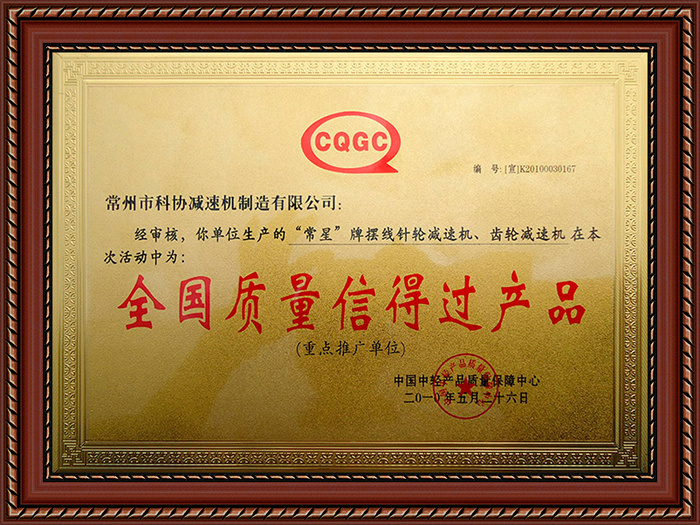 CQGC
编 号:[宣]K20100030167
常州市科协减速机制造有限公司:
经审核,你单位生产的“常星”牌摆线针轮减速机、齿轮减速机在本
次活动中为:
全国质量信得过产品
(重点推广单位)
中国中轻产品质量保障中心
二〇一〇年五月二十六日